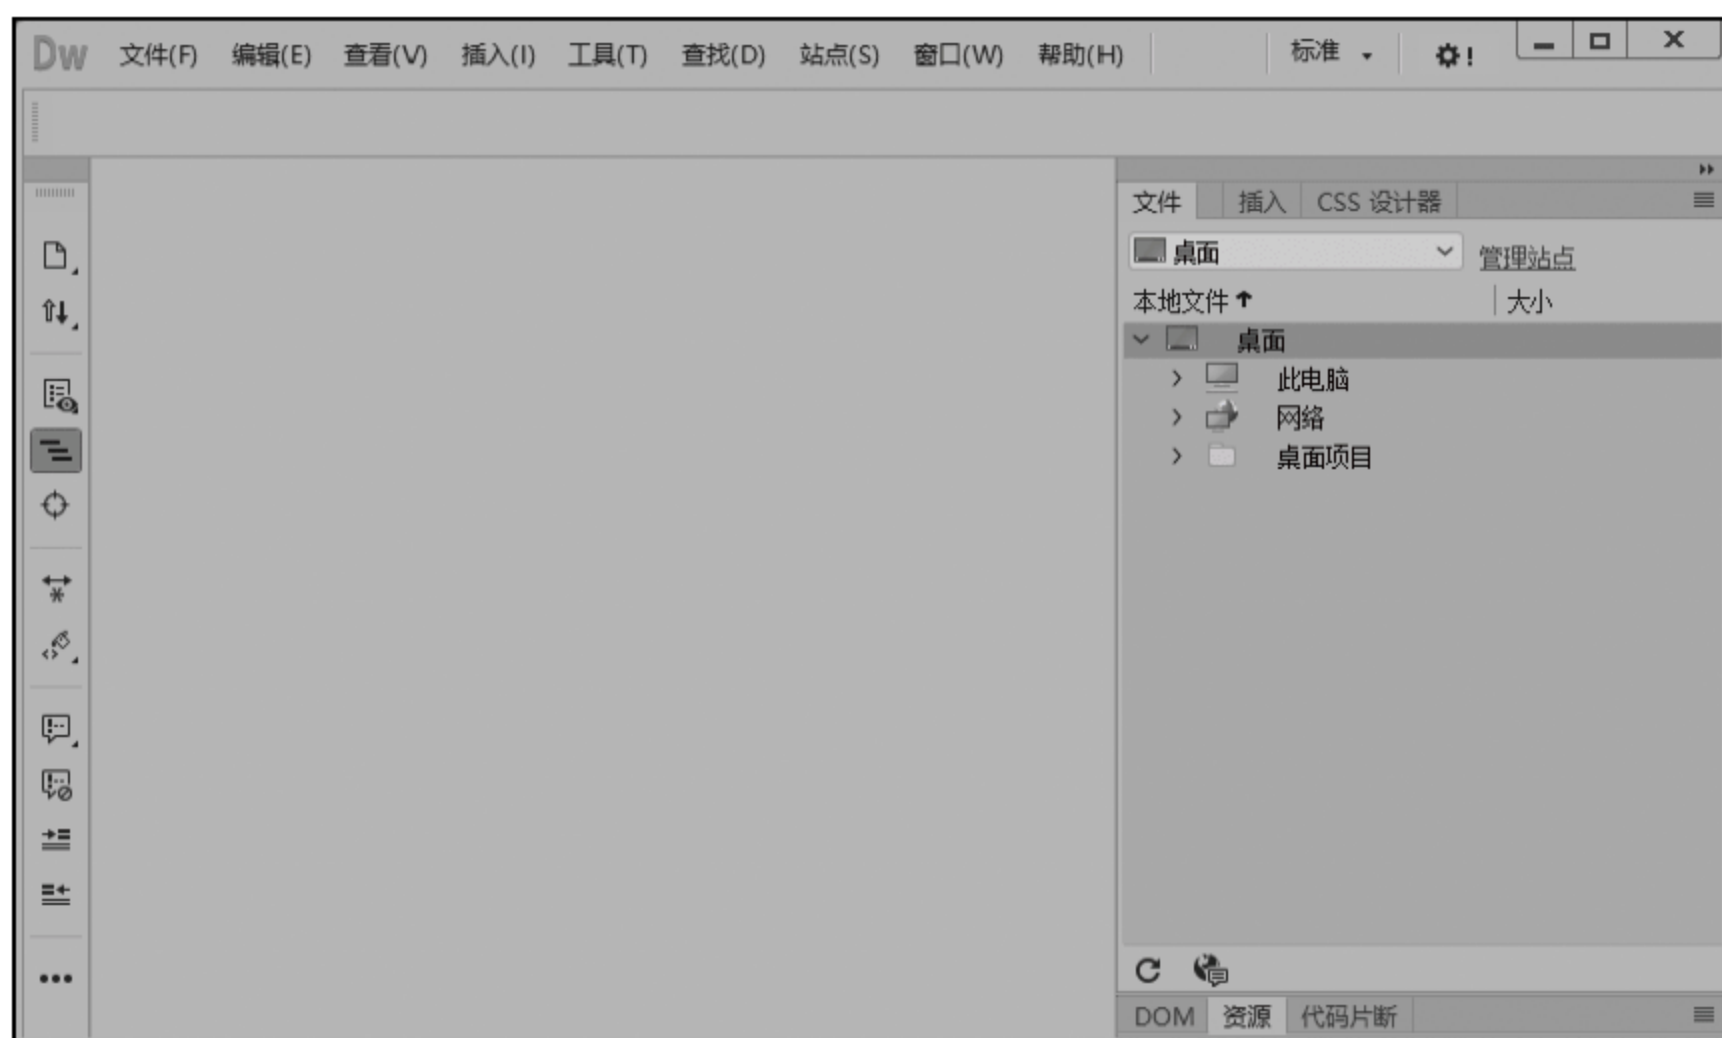 Dw 文件(F) 编辑(E) 查看(V) 插入(I) 工具(T) 查找(D) 站点(S) 窗口(W) 帮助(H) 标准
文件 插入 CSS 设计器
桌面 管理站点
本地文件 大小
桌面
此电脑
网络
桌面项目
DOM 资源 代码片断